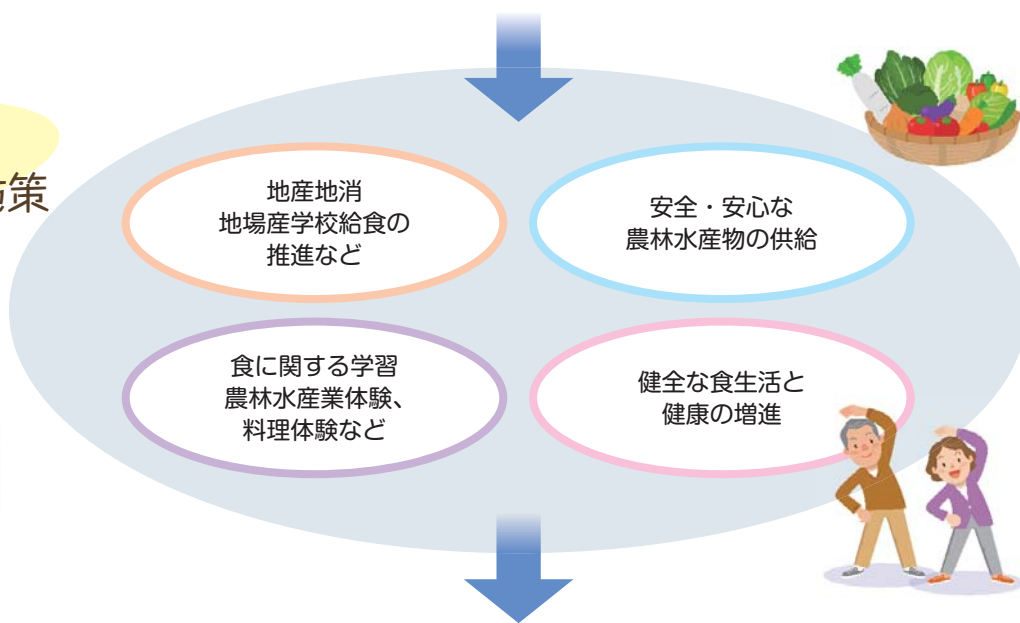 策
地産地消
地場産学校給食の
推進など
安全・安心な
農林水産物の供給
食に関する学習
農林水産業体験、
料理体験など
健全な食生活と
健康の増進